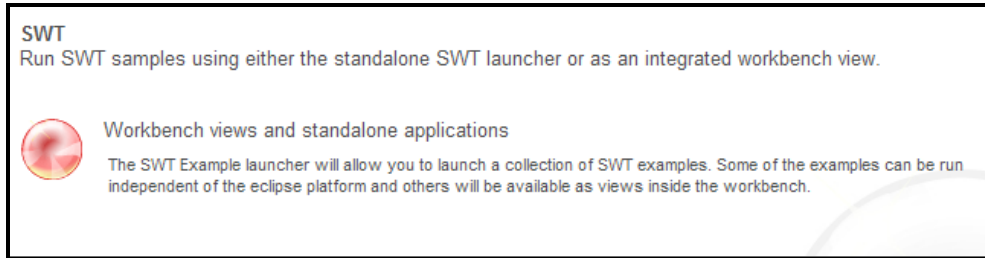 SWT
Run SWT samples using either the standalone SWT launcher or as an integrated workbench view.
Workbench views and standalone applications
The SWT Example launcher will allow you to launch a collection of SWT examples. Some of the examples can be run
independent of the eclipse platform and others will be available as views inside the workbench.